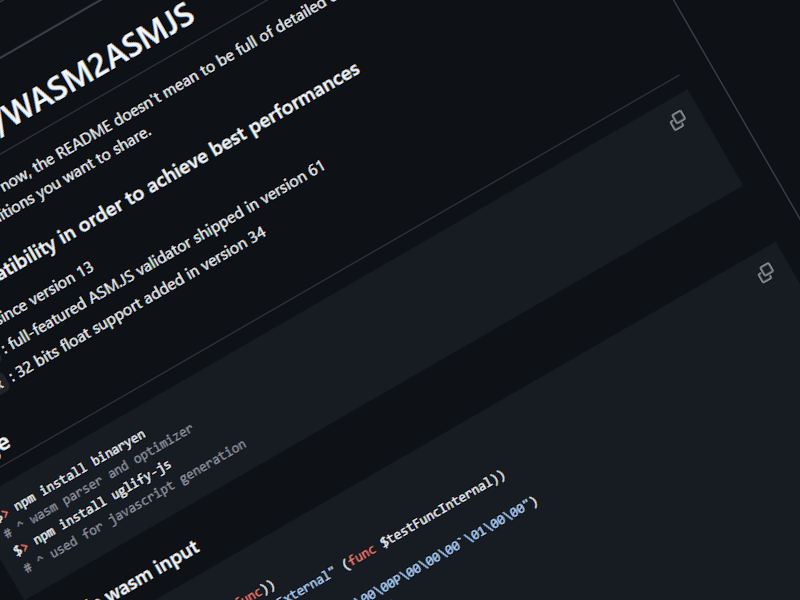 /WASM2ASMJS
now, the README doesn't mean to be full of detailed
itions you want to share.
atibility in order to achieve best performances
since version 13
: full-featured ASMJS validator shipped in version 61
: 32 bits float support added in version 34
$> npm install binaryen
# ^ wasm parser and optimizer
$> npm install uglify-js
# ^ used for javascript generation
wasm input
func))
External" (func $testFuncInternal))
00\00P\00\00\00`\01\00\00")